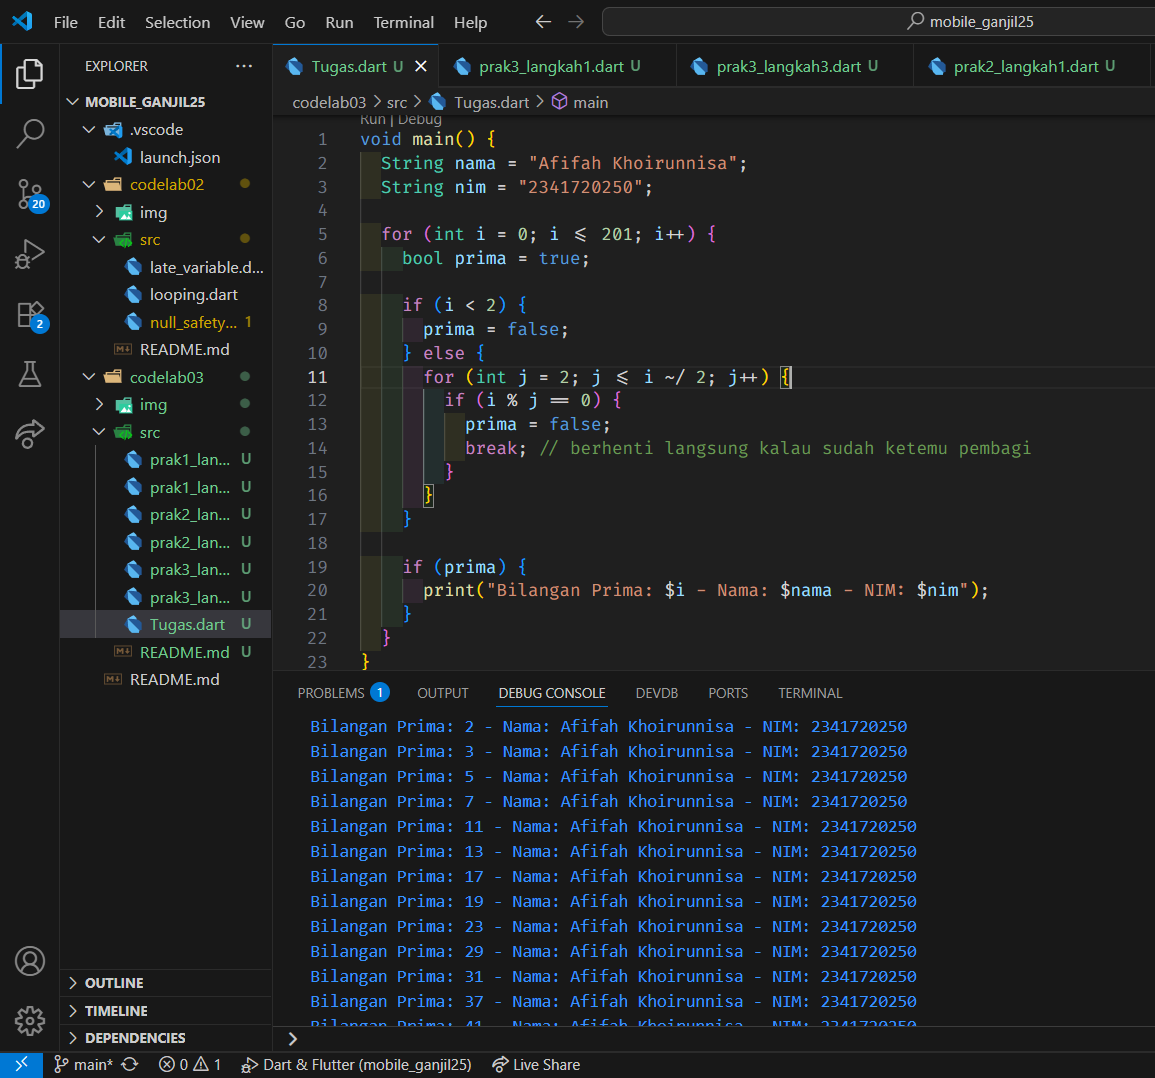 File Edit Selection View Go Run Terminal Help mobile_ganjil25
EXPLORER
MOBILE_GANJIL25
.vscode
launch.json
codelab02
img
src
late_variable.d...
looping.dart
null_safety... 1
README.md
codelab03
img
src
prak1_lan... U
prak1_lan... U
prak2_lan... U
prak2_lan... U
prak3_lan... U
prak3_lan... U
Tugas.dart U
README.md U
README.md
OUTLINE
TIMELINE
DEPENDENCIES
20
2
Tugas.dart U prak3_langkah1.dart U prak3_langkah3.dart U prak2_langkah1.dart U
codelab03 > src > Tugas.dart > main
Run | Debug
1 void main() {
2 String nama = "Afifah Khoirunnisa";
3 String nim = "2341720250";
4
5 for (int i = 0; i <= 201; i++) {
6 bool prima = true;
7
8 if (i < 2) {
9 prima = false;
10 } else {
11 for (int j = 2; j <= i ~/ 2; j++) {
12 if (i % j == 0) {
13 prima = false;
14 break; // berhenti langsung kalau sudah ketemu pembagi
15 }
16 }
17 }
18
19 if (prima) {
20 print("Bilangan Prima: $i - Nama: $nama - NIM: $nim");
21 }
22 }
23 }
PROBLEMS 1 OUTPUT DEBUG CONSOLE DEVDB PORTS TERMINAL
Bilangan Prima: 2 - Nama: Afifah Khoirunnisa - NIM: 2341720250
Bilangan Prima: 3 - Nama: Afifah Khoirunnisa - NIM: 2341720250
Bilangan Prima: 5 - Nama: Afifah Khoirunnisa - NIM: 2341720250
Bilangan Prima: 7 - Nama: Afifah Khoirunnisa - NIM: 2341720250
Bilangan Prima: 11 - Nama: Afifah Khoirunnisa - NIM: 2341720250
Bilangan Prima: 13 - Nama: Afifah Khoirunnisa - NIM: 2341720250
Bilangan Prima: 17 - Nama: Afifah Khoirunnisa - NIM: 2341720250
Bilangan Prima: 19 - Nama: Afifah Khoirunnisa - NIM: 2341720250
Bilangan Prima: 23 - Nama: Afifah Khoirunnisa - NIM: 2341720250
Bilangan Prima: 29 - Nama: Afifah Khoirunnisa - NIM: 2341720250
Bilangan Prima: 31 - Nama: Afifah Khoirunnisa - NIM: 2341720250
Bilangan Prima: 37 - Nama: Afifah Khoirunnisa - NIM: 2341720250
Bilangan Prima: 41 - Nama: Afifah Khoirunnisa - NIM: 2341720250
main* 0 1 Dart & Flutter (mobile_ganjil25) Live Share